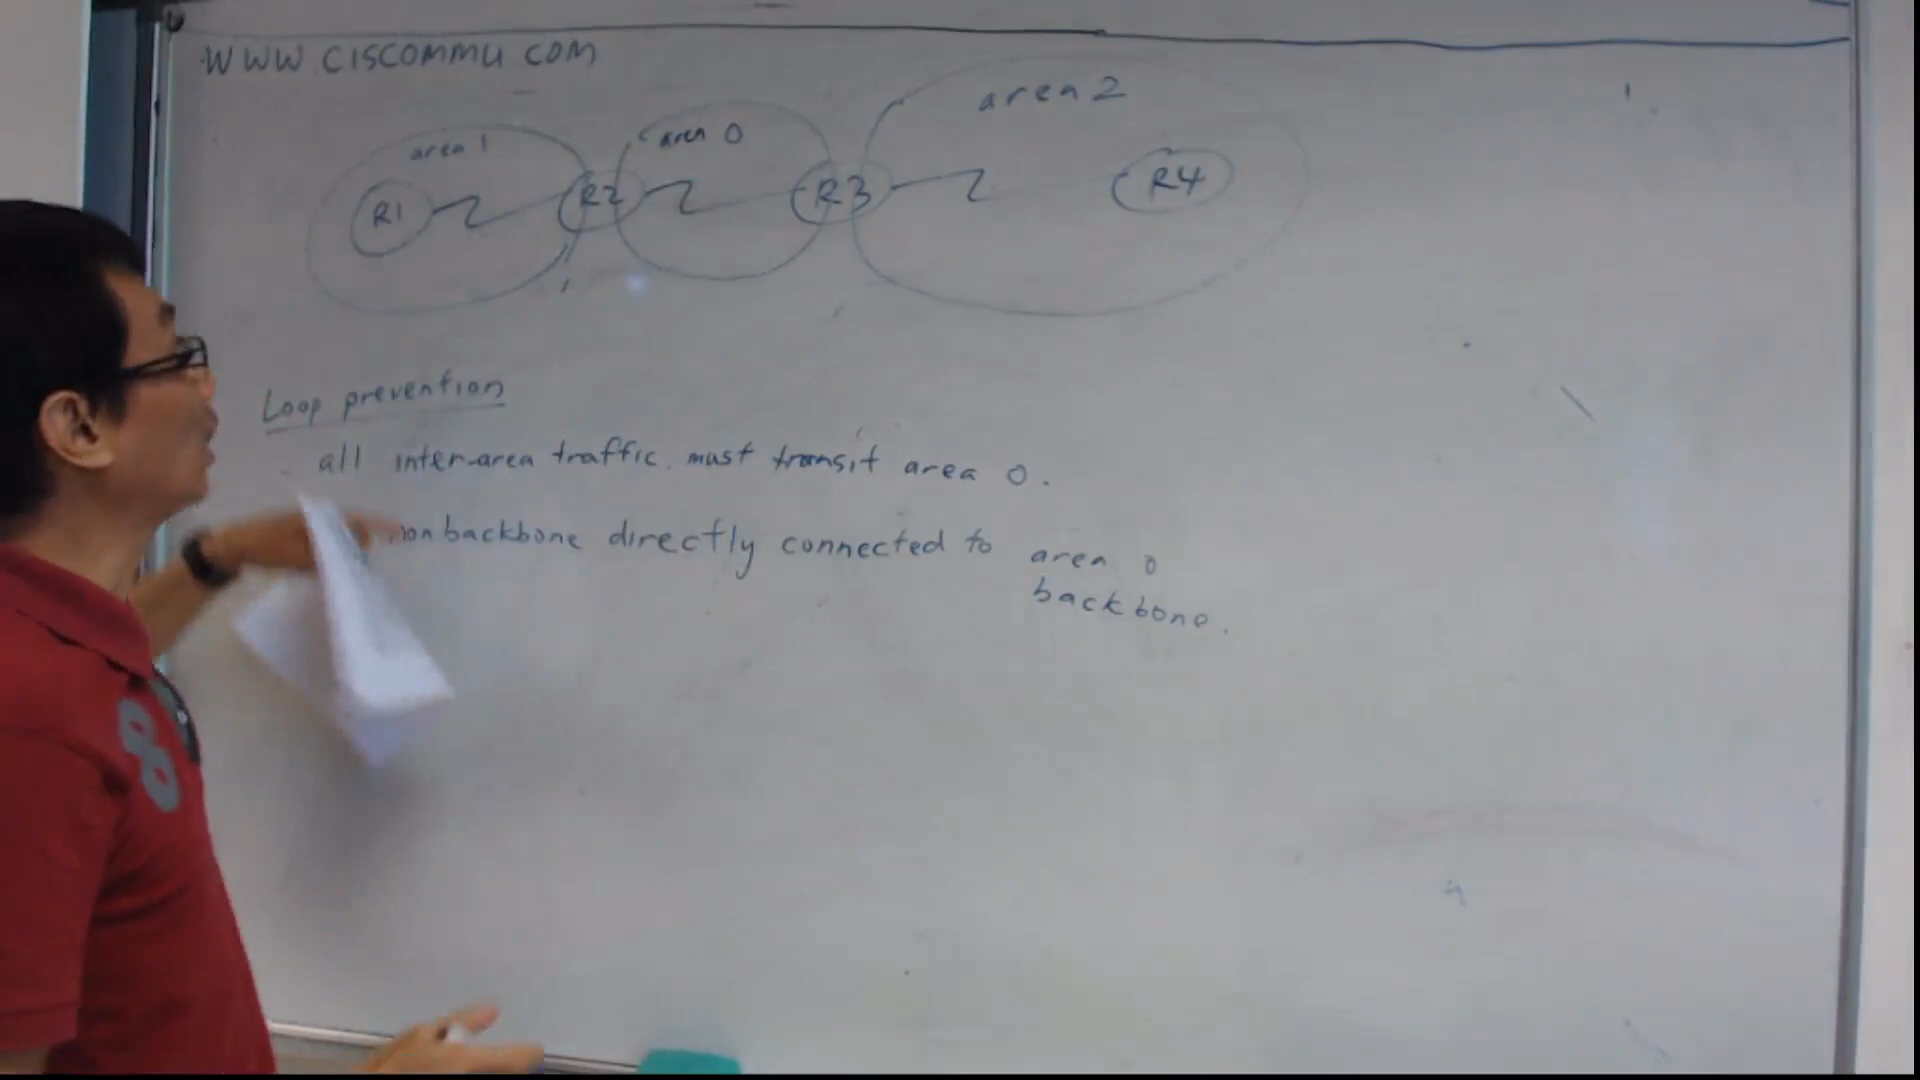 WWW.CISCOMMU.COM
area 2
area 1
area 0
R1
R2
R3
R4
Loop prevention
all inter-area traffic must transit area 0.
nonbackbone directly connected to area 0
backbone.